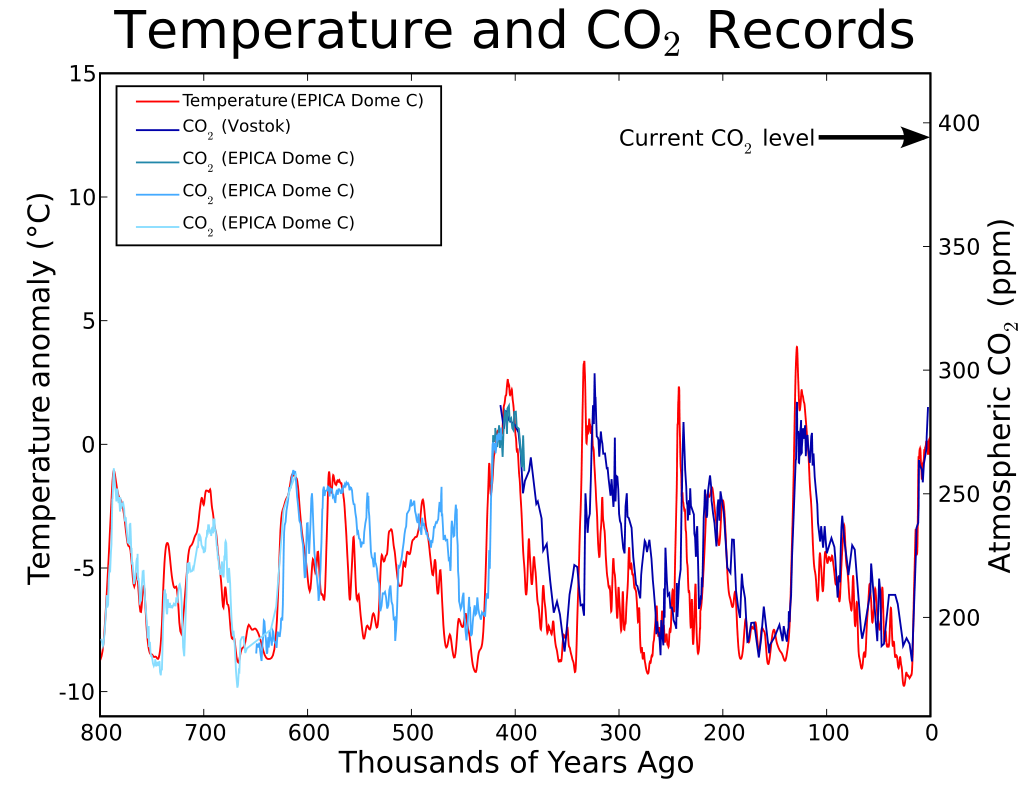 Temperature and CO2 Records
15
10
5
0
-5
-10
Temperature anomaly (°C)
Temperature (EPICA Dome C)
CO2 (Vostok)
CO2 (EPICA Dome C)
CO2 (EPICA Dome C)
CO2 (EPICA Dome C)
Current CO2 level
400
350
300
250
200
Atmospheric CO2 (ppm)
800 700 600 500 400 300 200 100 0
Thousands of Years Ago